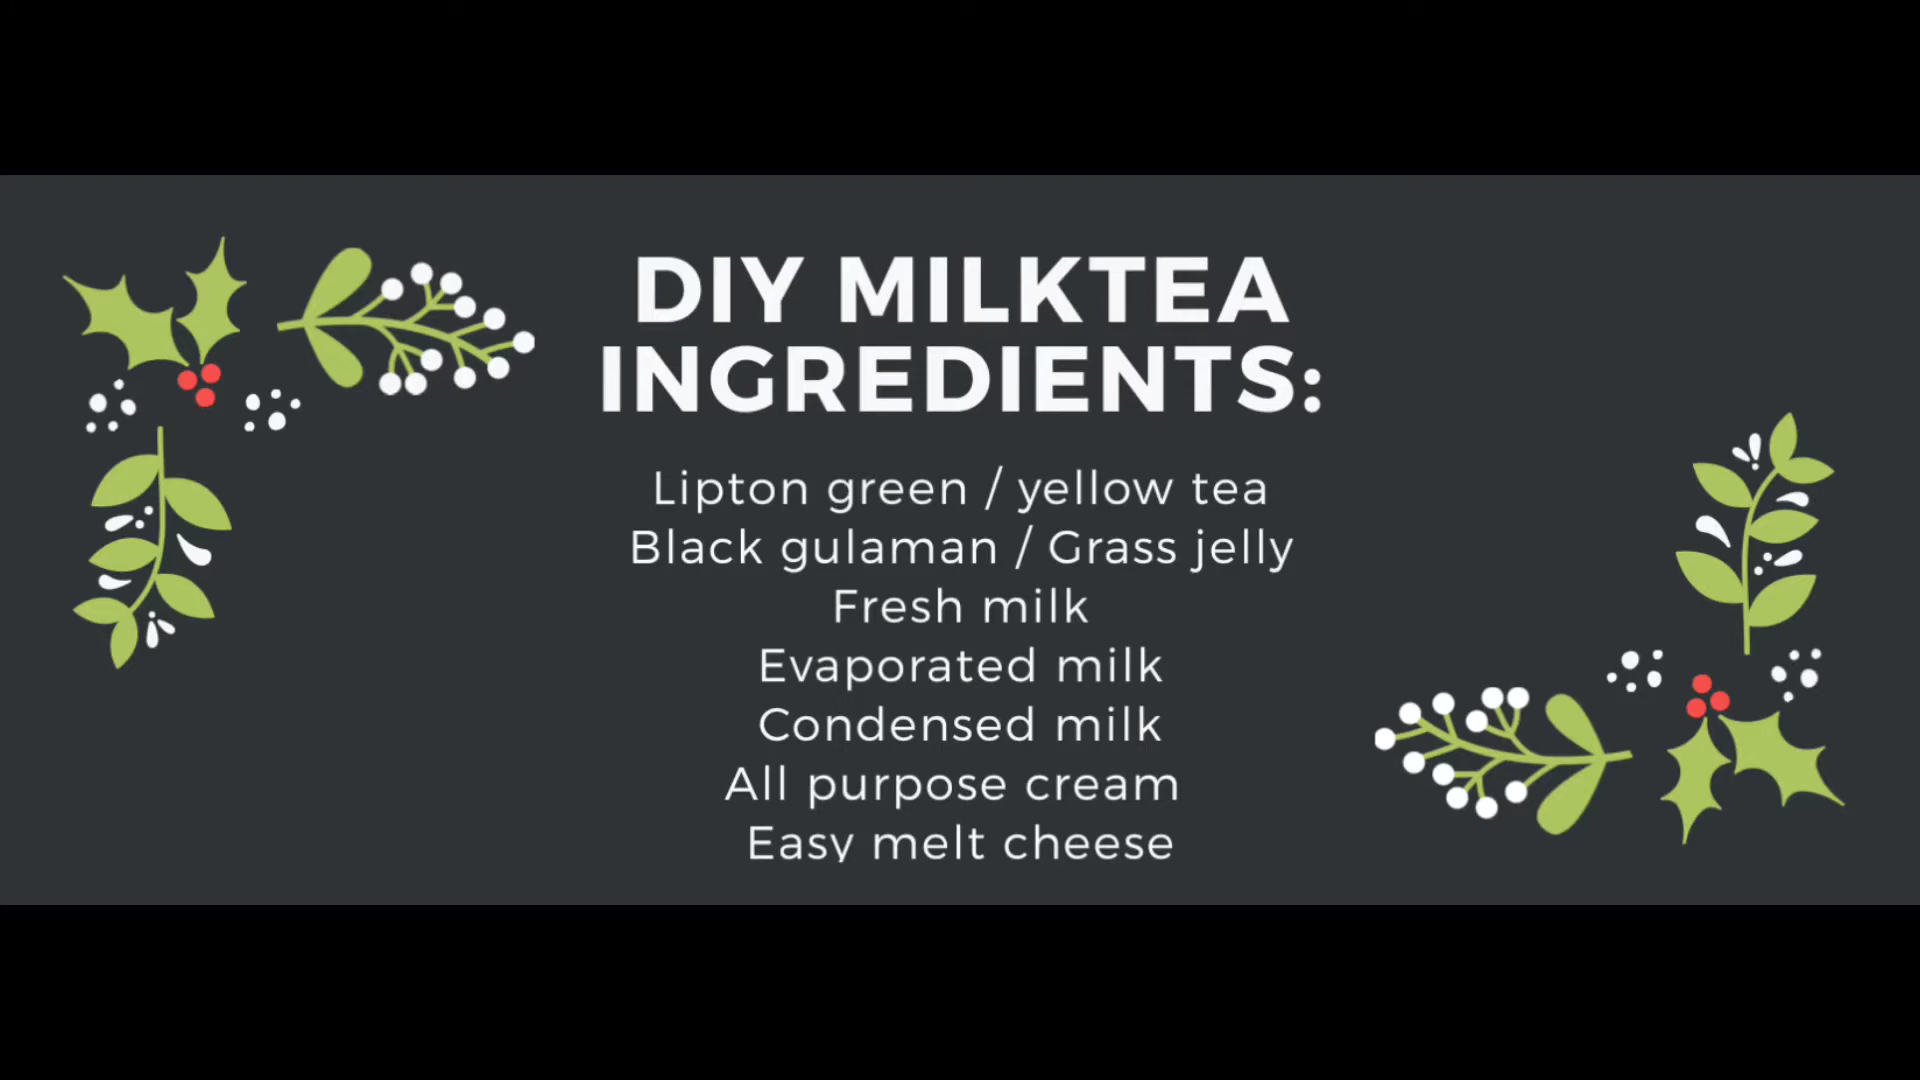 DIY MILKTEA
INGREDIENTS:
Lipton green / yellow tea
Black gulaman / Grass jelly
Fresh milk
Evaporated milk
Condensed milk
All purpose cream
Easy melt cheese